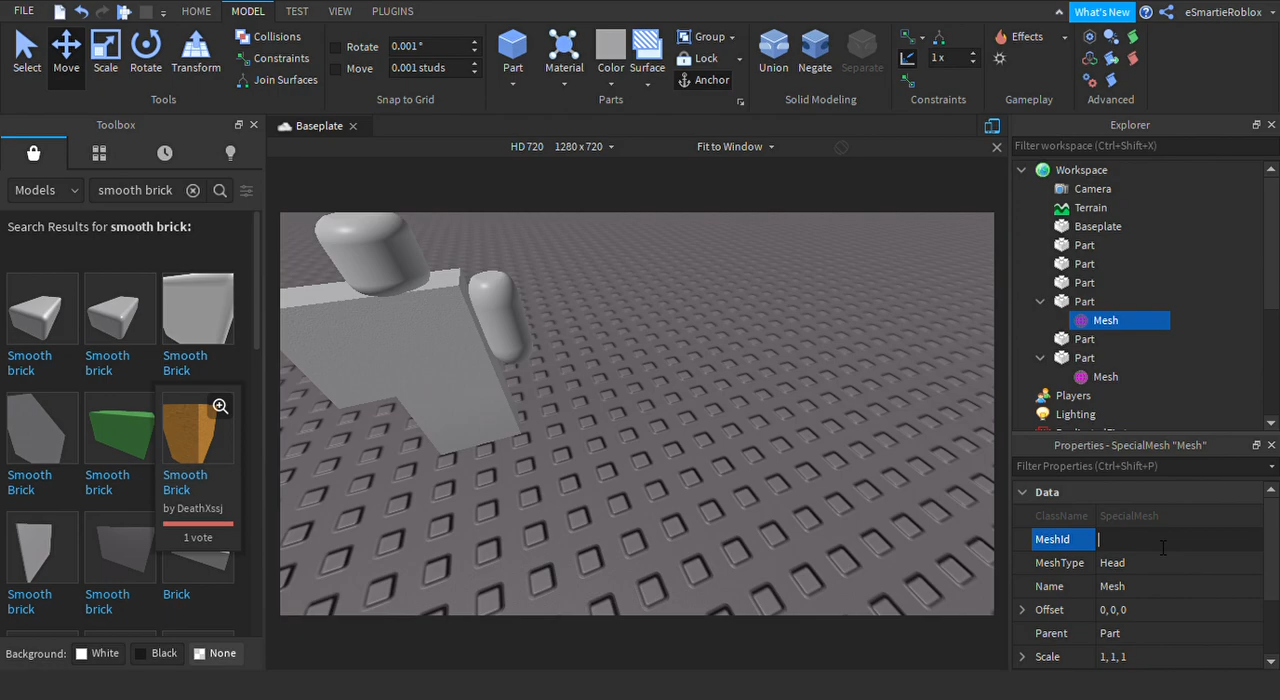 FILE HOME MODEL TEST VIEW PLUGINS What's New eSmartieRoblox
Select Move Scale Rotate Transform
Collisions
Constraints
Join Surfaces
Tools
Rotate 0.001°
Move 0.001 studs
Snap to Grid
Part Material Color Surface
Group
Lock
Anchor
Parts
Union Negate Separate
Solid Modeling
1 x
Constraints
Effects
Gameplay
Advanced
Toolbox
Models smooth brick
Search Results for smooth brick:
Smooth brick
Smooth brick
Smooth Brick
Smooth Brick
Smooth brick
Smooth Brick
by DeathXssj
1 vote
Smooth brick
Smooth brick
Brick
Background: White Black None
Baseplate
HD720 1280 x 720 Fit to Window
Explorer
Filter workspace (Ctrl+Shift+X)
Workspace
Camera
Terrain
Baseplate
Part
Part
Part
Part
Mesh
Part
Part
Mesh
Players
Lighting
Properties - SpecialMesh "Mesh"
Filter Properties (Ctrl+Shift+P)
Data
ClassName SpecialMesh
MeshId
MeshType Head
Name Mesh
Offset 0, 0, 0
Parent Part
Scale 1, 1, 1